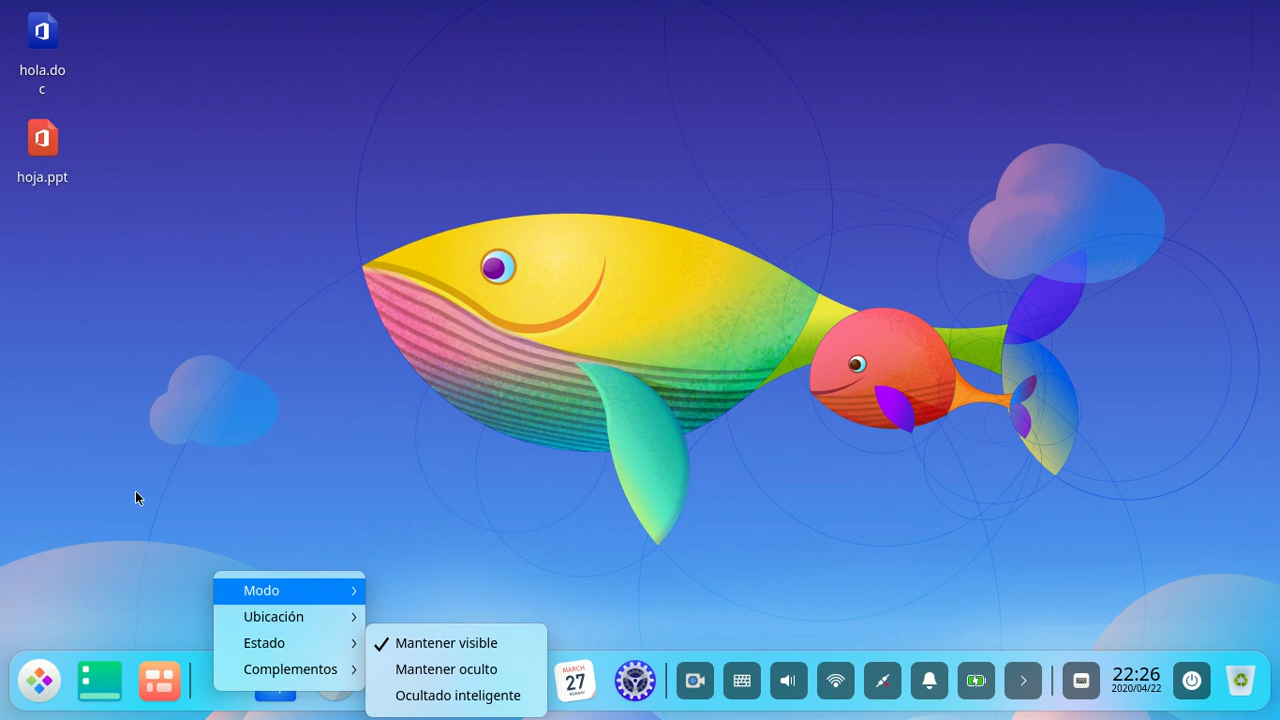 hola.do
c
hoja.ppt
Modo
Ubicación
Estado
Complementos
Mantener visible
Mantener oculto
Ocultado inteligente
MARCH
27
MONDAY
22:26
2020/04/22